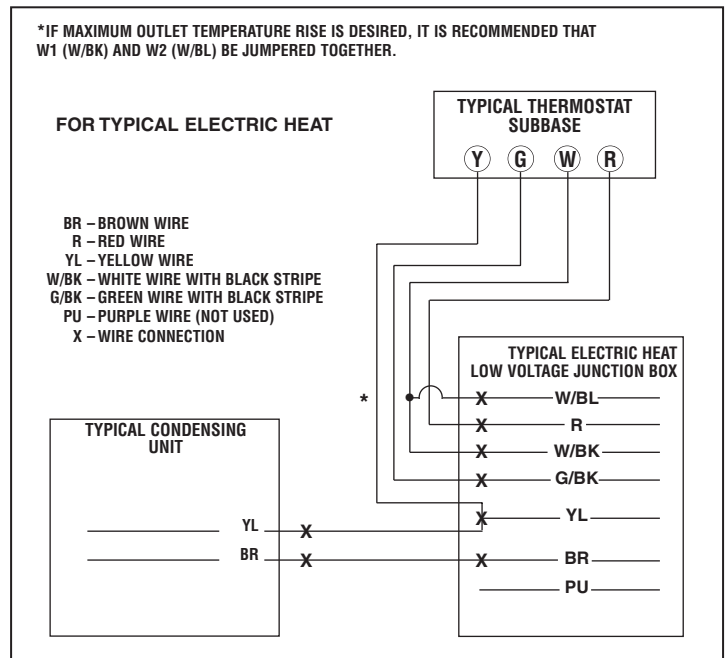 *IF MAXIMUM OUTLET TEMPERATURE RISE IS DESIRED, IT IS RECOMMENDED THAT
W1 (W/BK) AND W2 (W/BL) BE JUMPERED TOGETHER.
FOR TYPICAL ELECTRIC HEAT
TYPICAL THERMOSTAT
SUBBASE
Y G W R
BR – BROWN WIRE
R – RED WIRE
YL – YELLOW WIRE
W/BK – WHITE WIRE WITH BLACK STRIPE
G/BK – GREEN WIRE WITH BLACK STRIPE
PU – PURPLE WIRE (NOT USED)
X – WIRE CONNECTION
TYPICAL ELECTRIC HEAT
LOW VOLTAGE JUNCTION BOX
* X W/BL
X R
X W/BK
X G/BK
X YL
X BR
PU
TYPICAL CONDENSING
UNIT
YL X
BR X